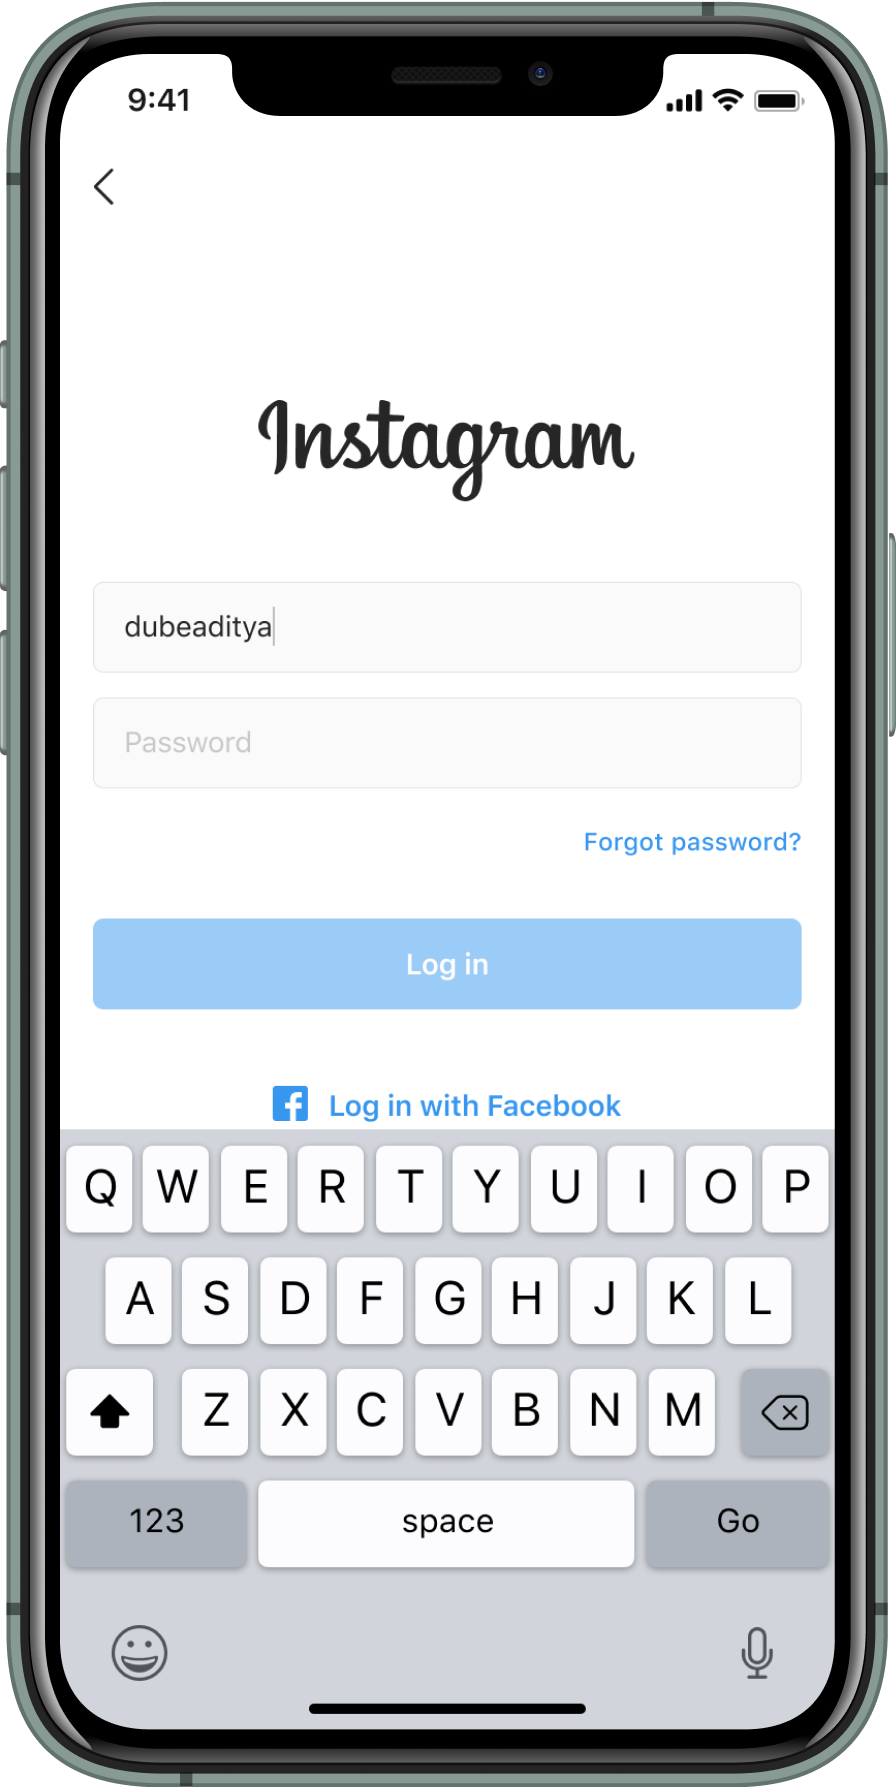 9:41
Instagram
dubeaditya
Password
Forgot password?
Log in
Log in with Facebook
Q W E R T Y U I O P
A S D F G H J K L
Z X C V B N M
123 space Go